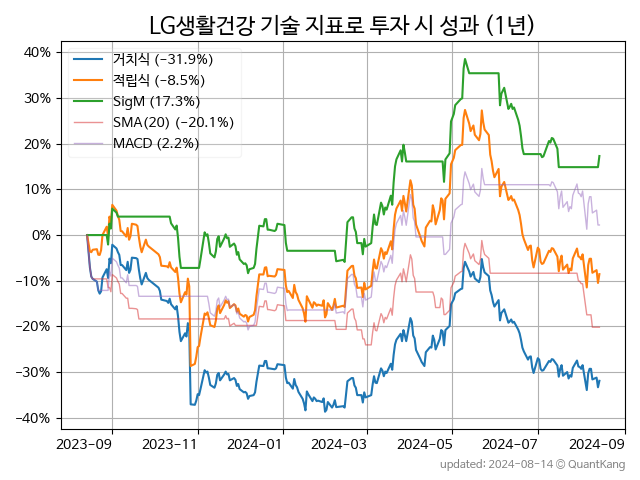 LG생활건강 기술 지표로 투자 시 성과 (1년)
거치식 (−31.9%)
적립식 (−8.5%)
SigM (17.3%)
SMA(20) (−20.1%)
MACD (2.2%)
40%
30%
20%
10%
0%
−10%
−20%
−30%
−40%
2023-09 2023-11 2024-01 2024-03 2024-05 2024-07 2024-09
updated: 2024-08-14 © QuantKang